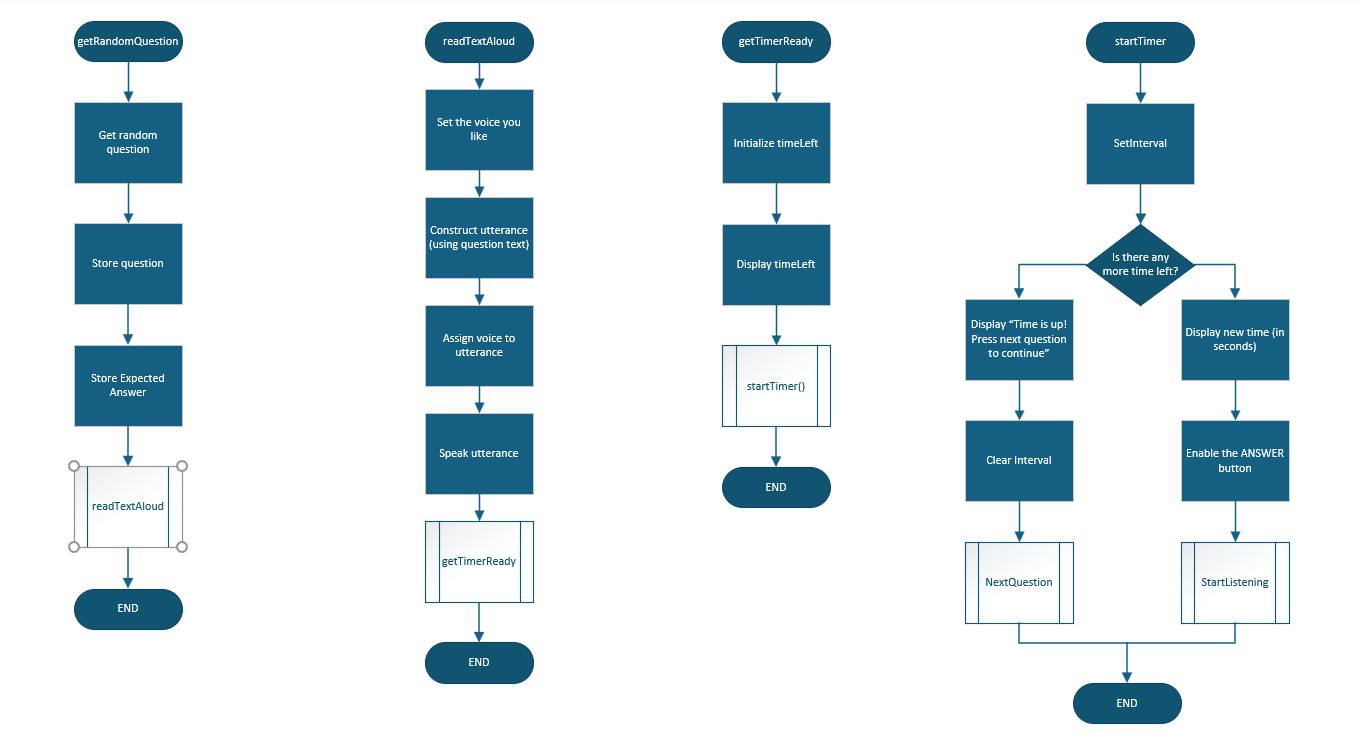 getRandomQuestion
Get random
question
Store question
Store Expected
Answer
readTextAloud
END
readTextAloud
Set the voice you
like
Construct utterance
(using question text)
Assign voice to
utterance
Speak utterance
getTimerReady
END
getTimerReady
Initialize timeLeft
Display timeLeft
startTimer()
END
startTimer
SetInterval
Is there any
more time left?
Display “Time is up!
Press next question
to continue”
Clear Interval
NextQuestion
Display new time (in
seconds)
Enable the ANSWER
button
StartListening
END